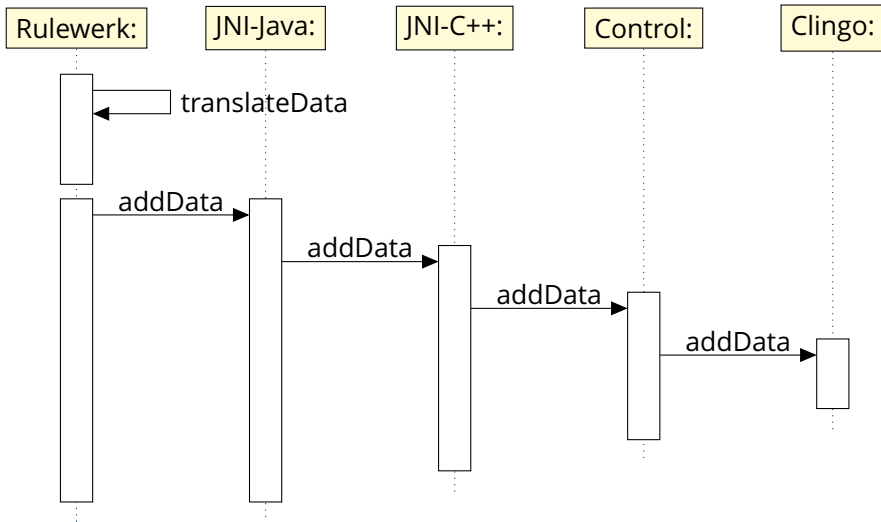 Rulewerk:
JNI-Java:
JNI-C++:
Control:
Clingo:
translateData
addData
addData
addData
addData